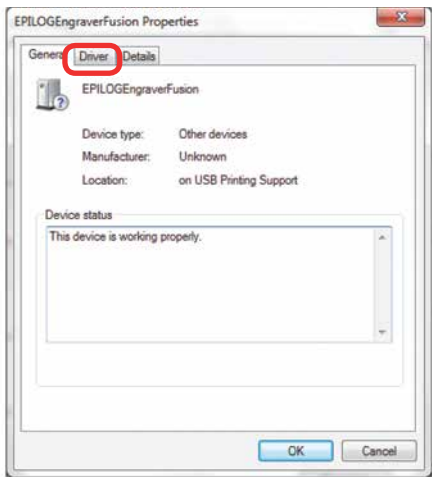 EPILOGEngraverFusion Properties
General Driver Details
EPILOGEngraverFusion
Device type: Other devices
Manufacturer: Unknown
Location: on USB Printing Support
Device status
This device is working properly.
OK Cancel